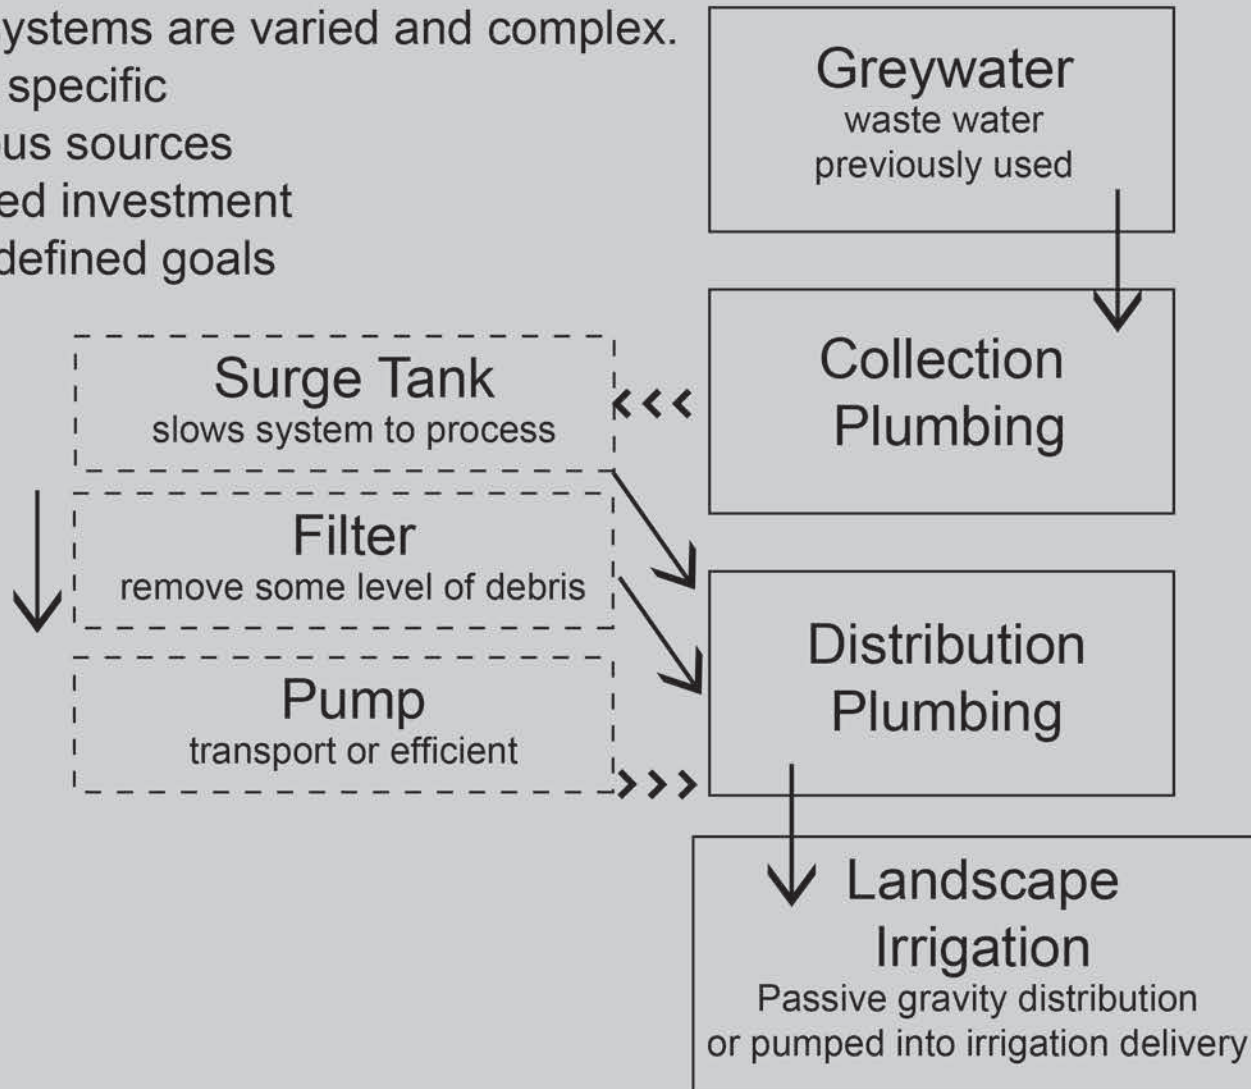 ystems are varied and complex.
specific
us sources
ed investment
defined goals
Greywater
waste water
previously used
Collection
Plumbing
Surge Tank
slows system to process
Filter
remove some level of debris
Pump
transport or efficient
Distribution
Plumbing
Landscape
Irrigation
Passive gravity distribution
or pumped into irrigation delivery